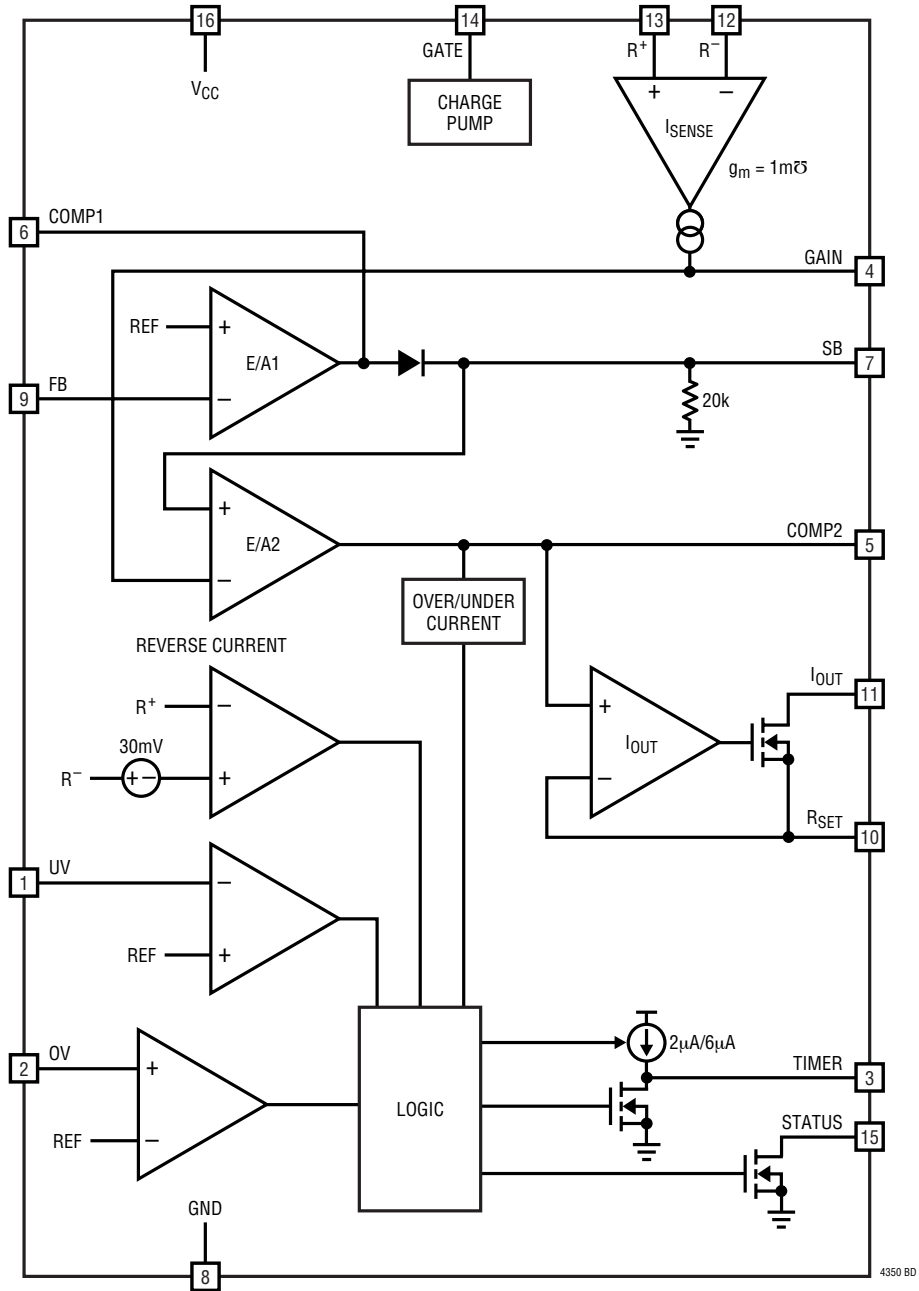 16
14
13
12
GATE
R+
R−
VCC
CHARGE
PUMP
+ −
ISENSE
gm = 1m℧
6
COMP1
GAIN
4
REF
+
E/A1
−
SB
7
9
FB
20k
+
E/A2
−
COMP2
5
OVER/UNDER
CURRENT
REVERSE CURRENT
R+
−
30mV
R−
+ −
+
+
IOUT
−
IOUT
11
RSET
10
1
UV
−
REF
+
2
OV
+
REF
−
LOGIC
2µA/6µA
TIMER
3
STATUS
15
GND
8
4350 BD